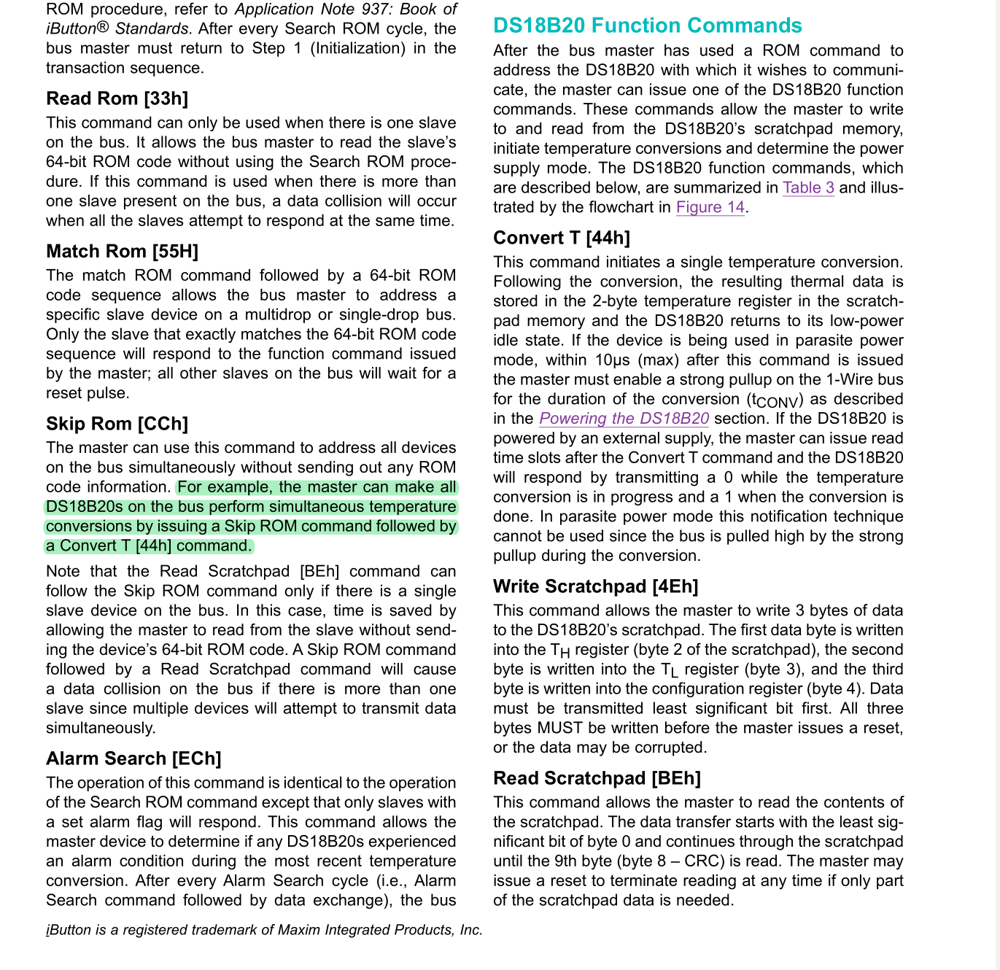 ROM procedure, refer to Application Note 937: Book of
iButton® Standards. After every Search ROM cycle, the
bus master must return to Step 1 (Initialization) in the
transaction sequence.
Read Rom [33h]
This command can only be used when there is one slave
on the bus. It allows the bus master to read the slave’s
64-bit ROM code without using the Search ROM proce-
dure. If this command is used when there is more than
one slave present on the bus, a data collision will occur
when all the slaves attempt to respond at the same time.
Match Rom [55H]
The match ROM command followed by a 64-bit ROM
code sequence allows the bus master to address a
specific slave device on a multidrop or single-drop bus.
Only the slave that exactly matches the 64-bit ROM code
sequence will respond to the function command issued
by the master; all other slaves on the bus will wait for a
reset pulse.
Skip Rom [CCh]
The master can use this command to address all devices
on the bus simultaneously without sending out any ROM
code information. For example, the master can make all
DS18B20s on the bus perform simultaneous temperature
conversions by issuing a Skip ROM command followed by
a Convert T [44h] command.
Note that the Read Scratchpad [BEh] command can
follow the Skip ROM command only if there is a single
slave device on the bus. In this case, time is saved by
allowing the master to read from the slave without send-
ing the device’s 64-bit ROM code. A Skip ROM command
followed by a Read Scratchpad command will cause
a data collision on the bus if there is more than one
slave since multiple devices will attempt to transmit data
simultaneously.
Alarm Search [ECh]
The operation of this command is identical to the operation
of the Search ROM command except that only slaves with
a set alarm flag will respond. This command allows the
master device to determine if any DS18B20s experienced
an alarm condition during the most recent temperature
conversion. After every Alarm Search cycle (i.e., Alarm
Search command followed by data exchange), the bus
iButton is a registered trademark of Maxim Integrated Products, Inc.
DS18B20 Function Commands
After the bus master has used a ROM command to
address the DS18B20 with which it wishes to communi-
cate, the master can issue one of the DS18B20 function
commands. These commands allow the master to write
to and read from the DS18B20’s scratchpad memory,
initiate temperature conversions and determine the power
supply mode. The DS18B20 function commands, which
are described below, are summarized in Table 3 and illus-
trated by the flowchart in Figure 14.
Convert T [44h]
This command initiates a single temperature conversion.
Following the conversion, the resulting thermal data is
stored in the 2-byte temperature register in the scratch-
pad memory and the DS18B20 returns to its low-power
idle state. If the device is being used in parasite power
mode, within 10µs (max) after this command is issued
the master must enable a strong pullup on the 1-Wire bus
for the duration of the conversion (tCONV) as described
in the Powering the DS18B20 section. If the DS18B20 is
powered by an external supply, the master can issue read
time slots after the Convert T command and the DS18B20
will respond by transmitting a 0 while the temperature
conversion is in progress and a 1 when the conversion is
done. In parasite power mode this notification technique
cannot be used since the bus is pulled high by the strong
pullup during the conversion.
Write Scratchpad [4Eh]
This command allows the master to write 3 bytes of data
to the DS18B20’s scratchpad. The first data byte is written
into the TH register (byte 2 of the scratchpad), the second
byte is written into the TL register (byte 3), and the third
byte is written into the configuration register (byte 4). Data
must be transmitted least significant bit first. All three
bytes MUST be written before the master issues a reset,
or the data may be corrupted.
Read Scratchpad [BEh]
This command allows the master to read the contents of
the scratchpad. The data transfer starts with the least sig-
nificant bit of byte 0 and continues through the scratchpad
until the 9th byte (byte 8 – CRC) is read. The master may
issue a reset to terminate reading at any time if only part
of the scratchpad data is needed.